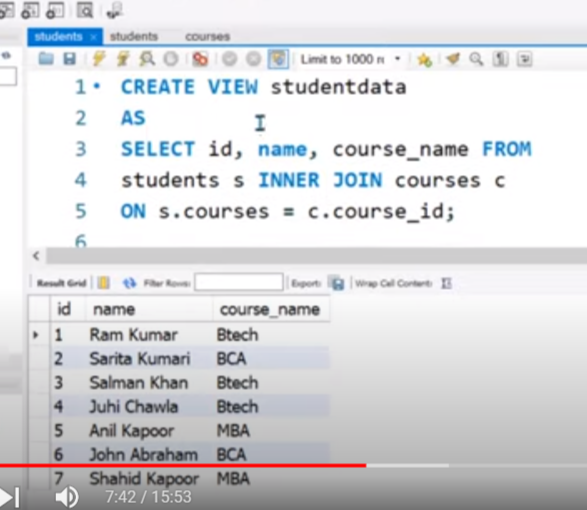 students × students courses
Limit to 1000 r
1 CREATE VIEW studentdata
2 AS
3 SELECT id, name, course_name FROM
4 students s INNER JOIN courses c
5 ON s.courses = c.course_id;
6
Result Grid Filter Rows: Export: Wrap Cell Content:
id name course_name
1 Ram Kumar Btech
2 Sarita Kumari BCA
3 Salman Khan Btech
4 Juhi Chawla Btech
5 Anil Kapoor MBA
6 John Abraham BCA
7 Shahid Kapoor MBA
7:42 / 15:53